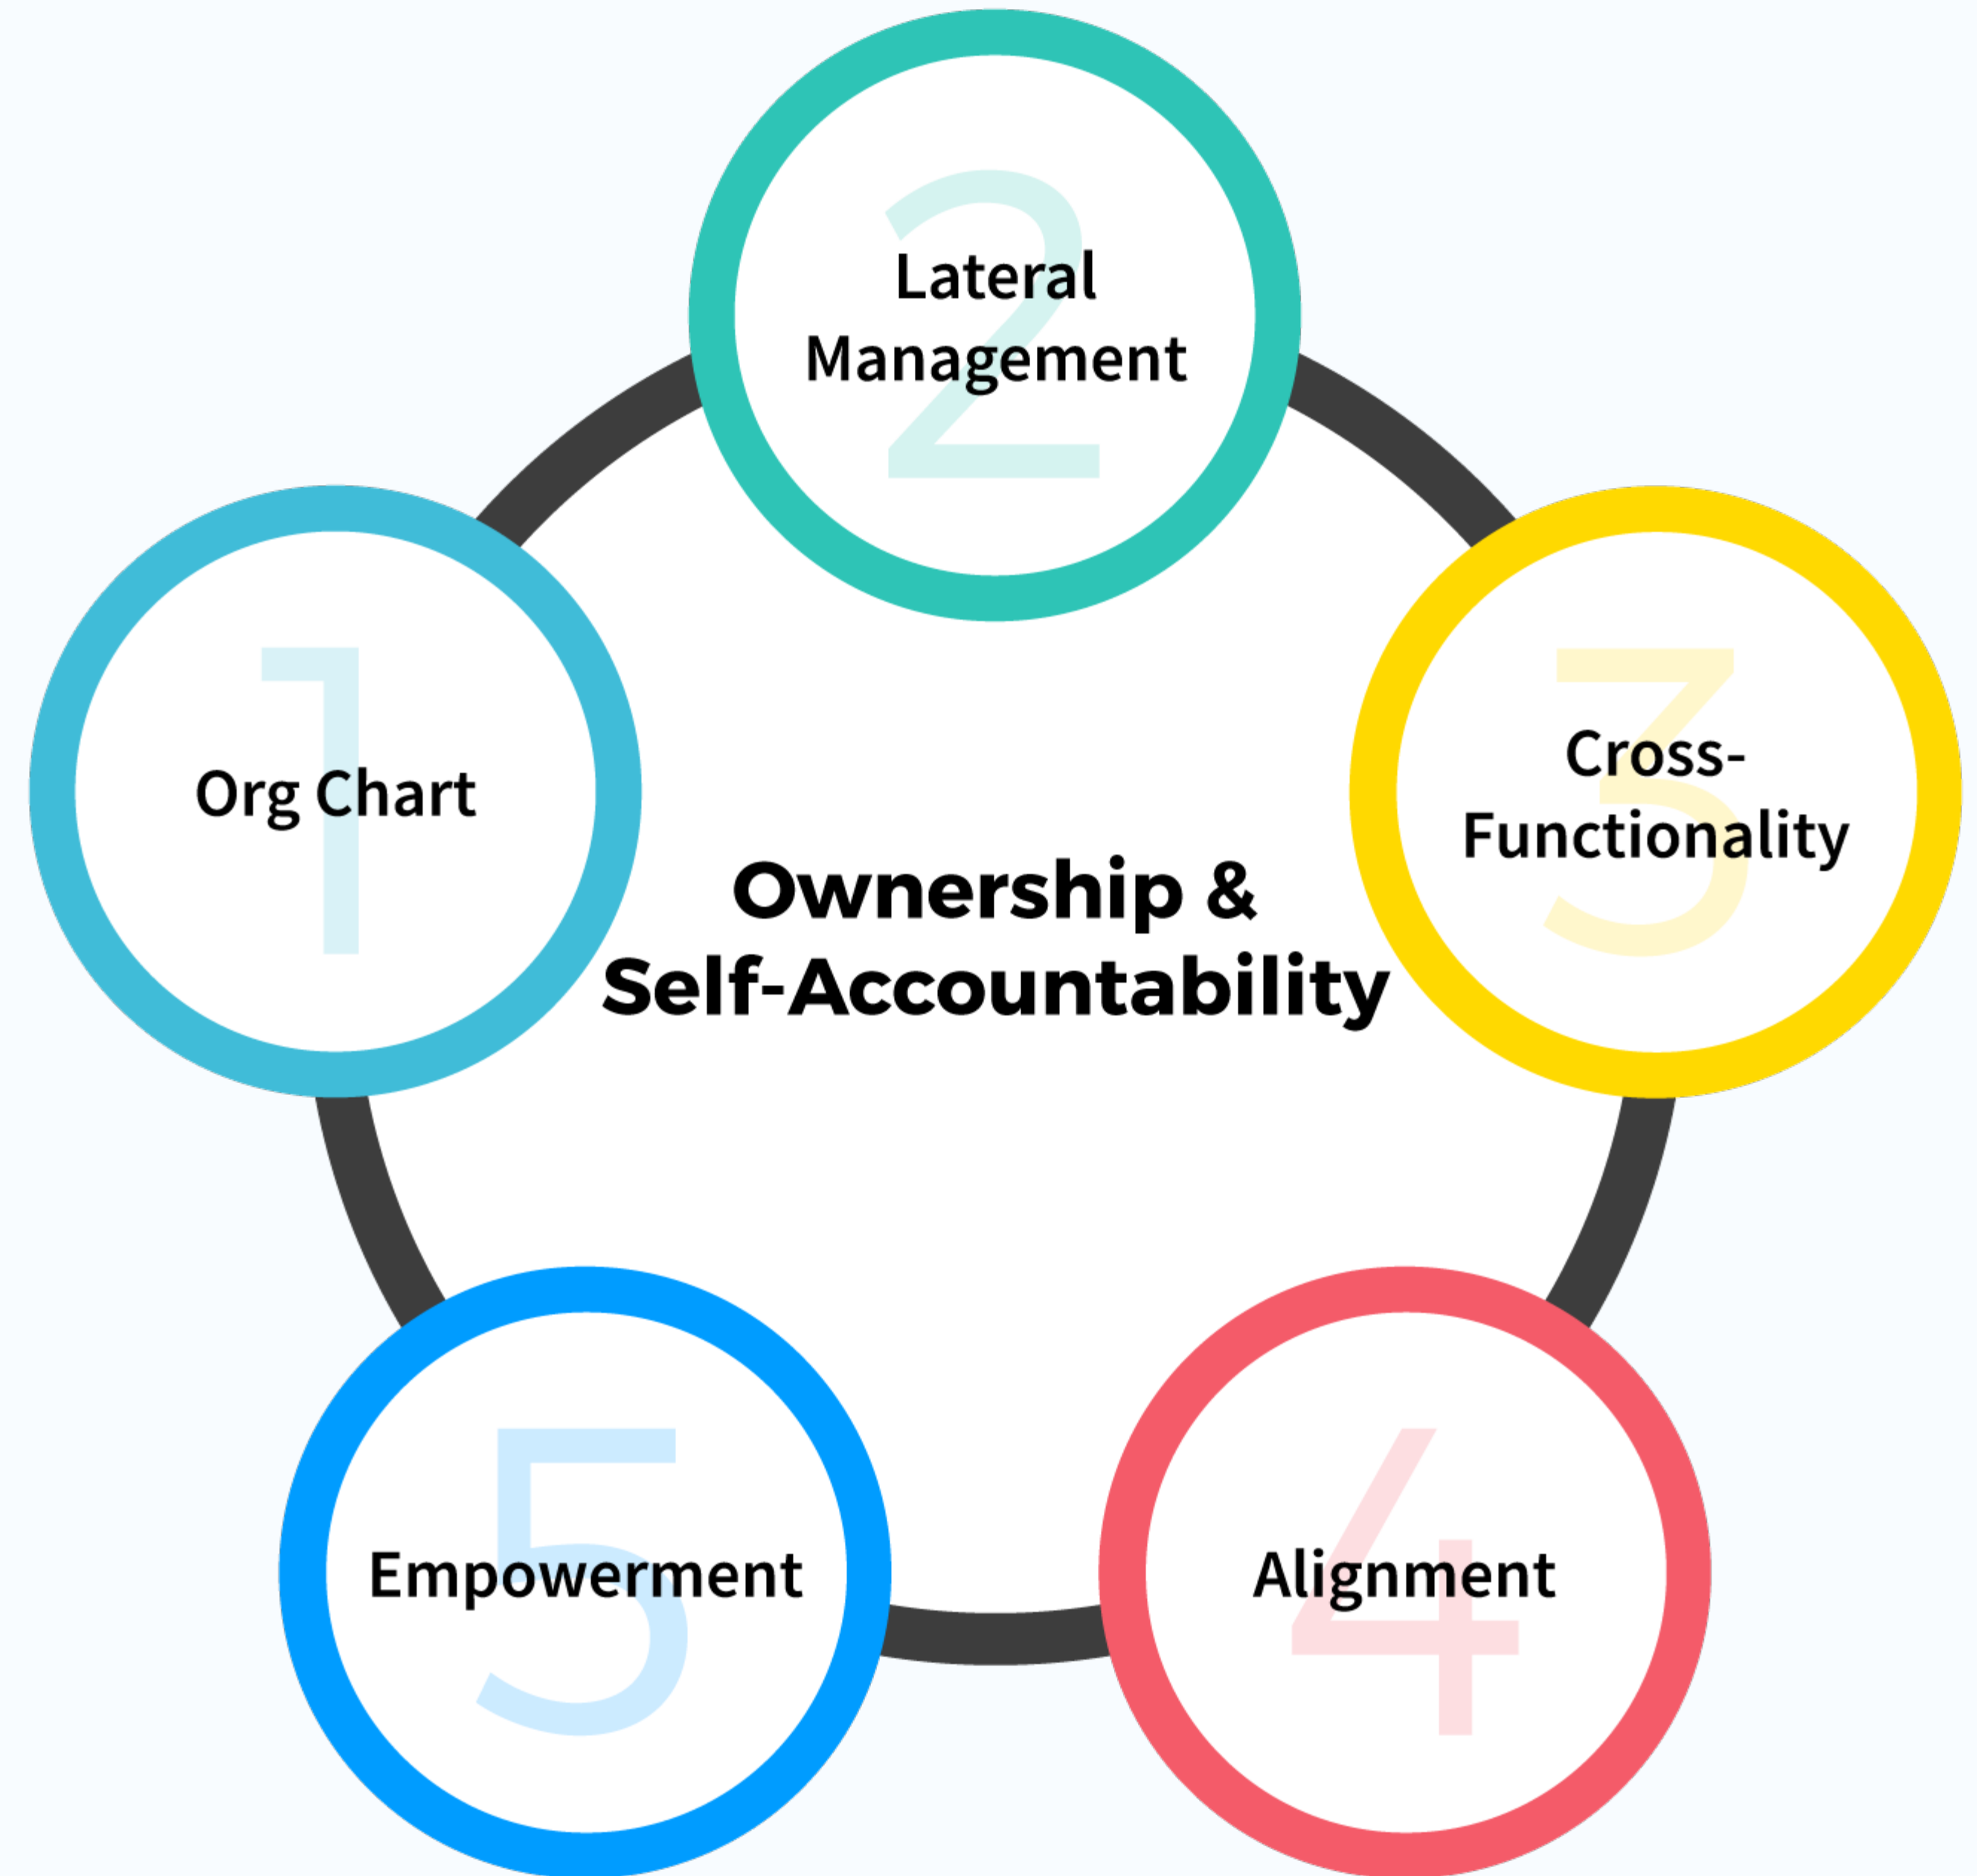 1
Org Chart
2
Lateral
Management
3
Cross-
Functionality
4
Alignment
5
Empowerment
Ownership &
Self-Accountability